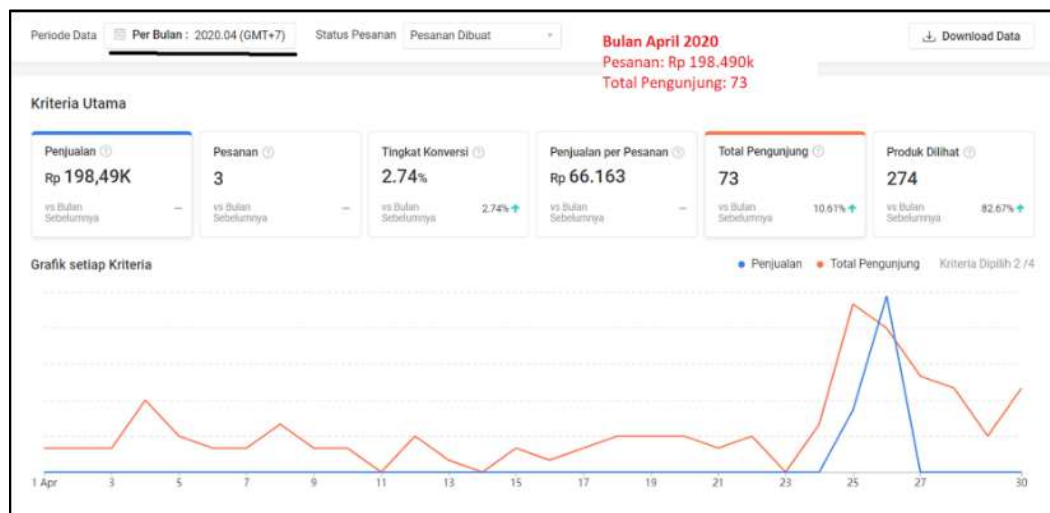 Periode Data Per Bulan : 2020.04 (GMT+7) Status Pesanan Pesanan Dibuat
Download Data
Bulan April 2020
Pesanan: Rp 198.490k
Total Pengunjung: 73
Kriteria Utama
Penjualan
Rp 198,49K
vs Bulan
Sebelumnya
–
Pesanan
3
vs Bulan
Sebelumnya
–
Tingkat Konversi
2.74%
vs Bulan
Sebelumnya
2.74%
Penjualan per Pesanan
Rp 66.163
vs Bulan
Sebelumnya
–
Total Pengunjung
73
vs Bulan
Sebelumnya
10.61%
Produk Dilihat
274
vs Bulan
Sebelumnya
82.67%
Grafik setiap Kriteria
Penjualan Total Pengunjung Kriteria Dipilih 2 /4
1 Apr 3 5 7 9 11 13 15 17 19 21 23 25 27 30